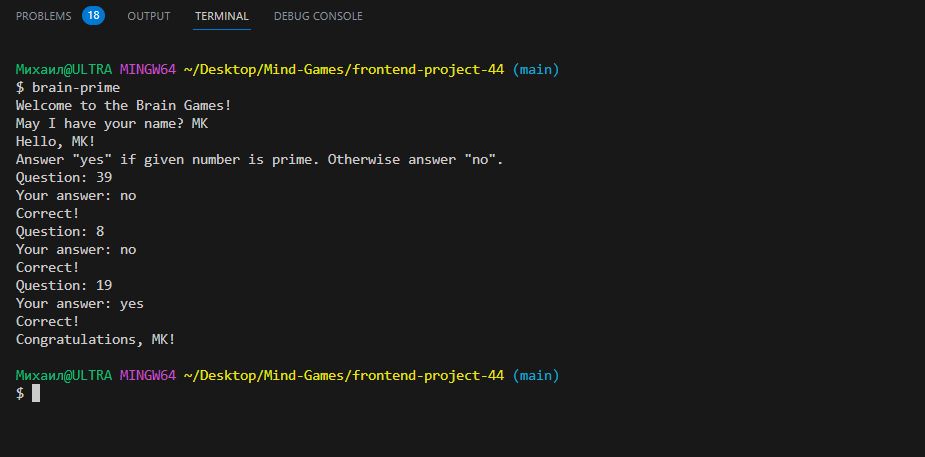 PROBLEMS 18 OUTPUT TERMINAL DEBUG CONSOLE
Михаил@ULTRA MINGW64 ~/Desktop/Mind-Games/frontend-project-44 (main)
$ brain-prime
Welcome to the Brain Games!
May I have your name? MK
Hello, MK!
Answer "yes" if given number is prime. Otherwise answer "no".
Question: 39
Your answer: no
Correct!
Question: 8
Your answer: no
Correct!
Question: 19
Your answer: yes
Correct!
Congratulations, MK!
Михаил@ULTRA MINGW64 ~/Desktop/Mind-Games/frontend-project-44 (main)
$